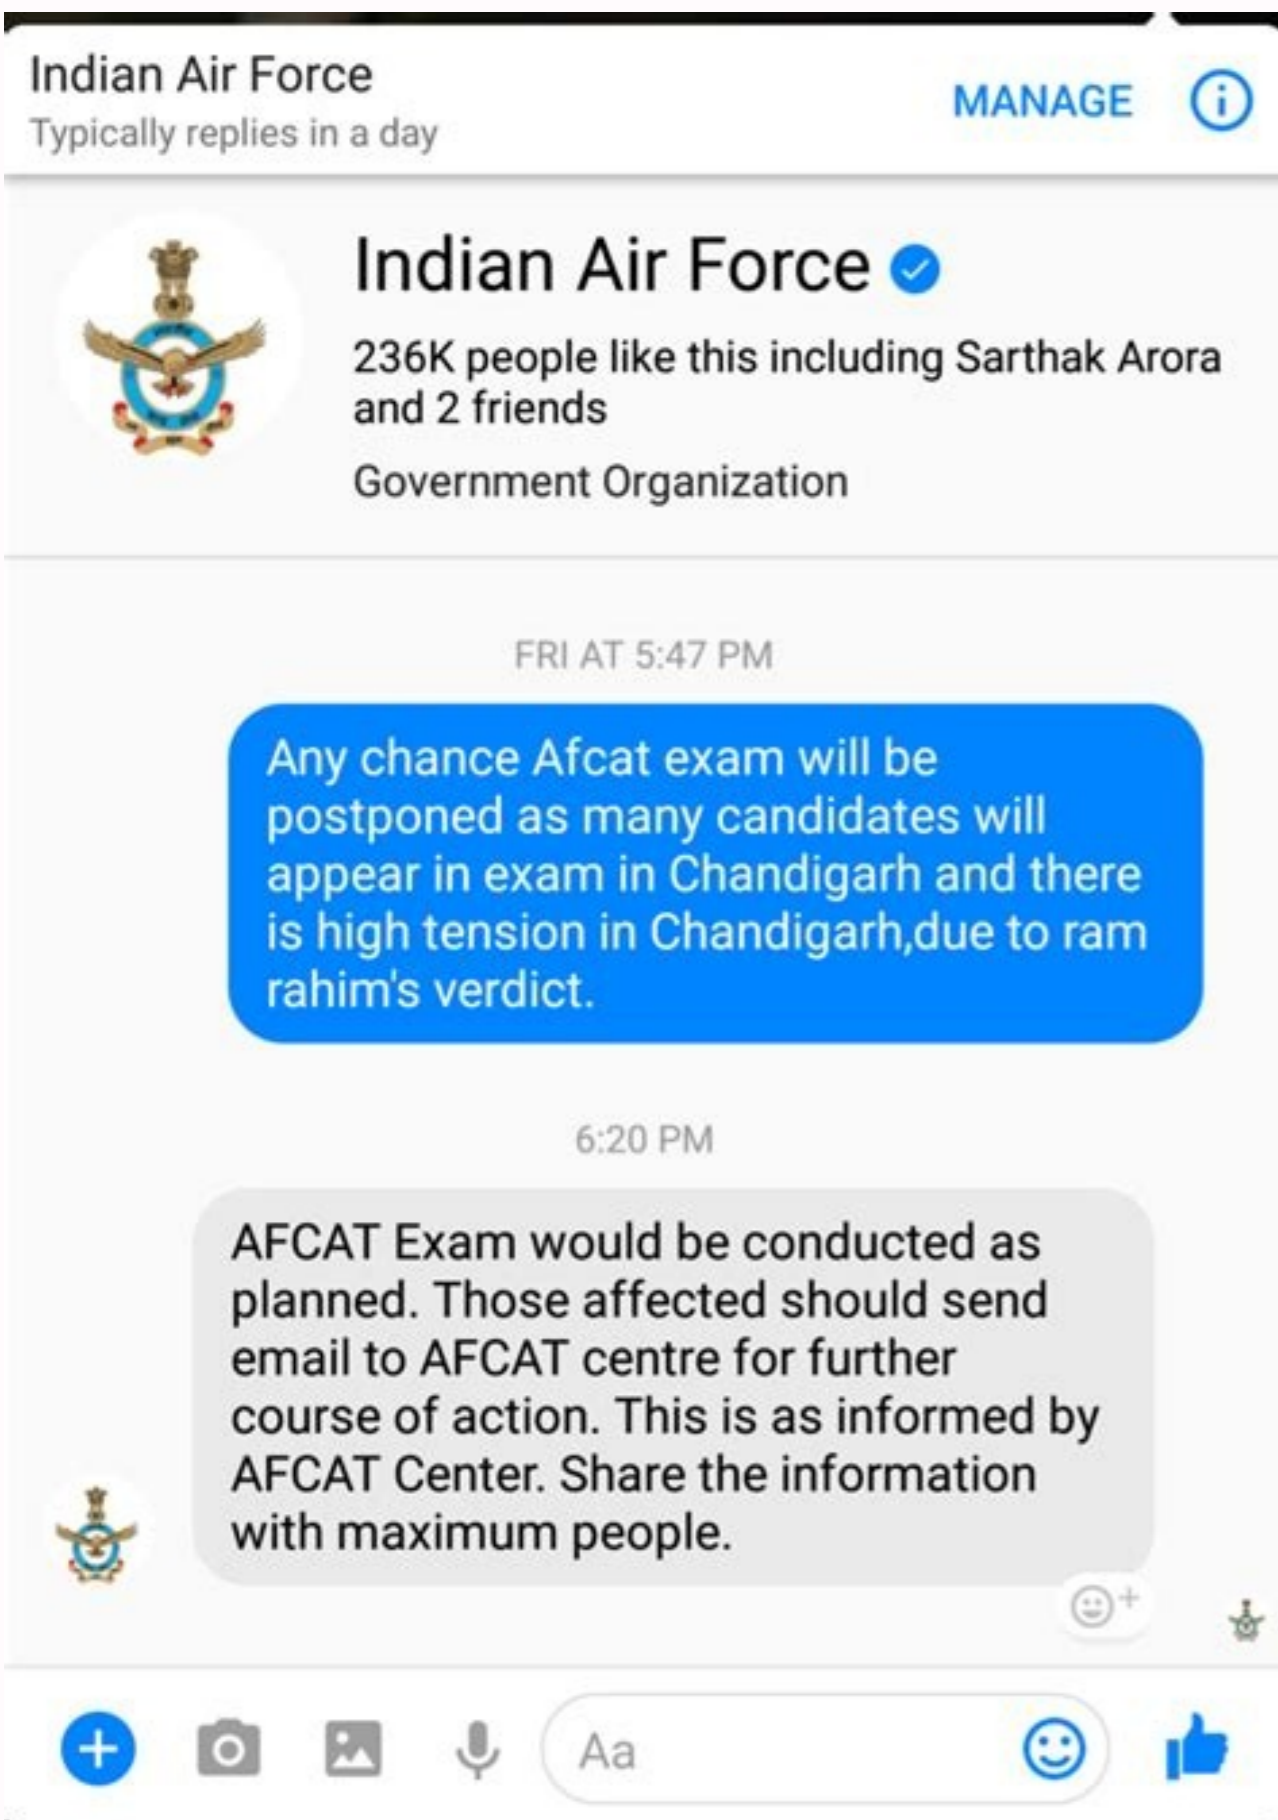 Indian Air Force
Typically replies in a day
MANAGE
Indian Air Force
236K people like this including Sarthak Arora
and 2 friends
Government Organization
FRI AT 5:47 PM
Any chance Afcat exam will be
postponed as many candidates will
appear in exam in Chandigarh and there
is high tension in Chandigarh,due to ram
rahim's verdict.
6:20 PM
AFCAT Exam would be conducted as
planned. Those affected should send
email to AFCAT centre for further
course of action. This is as informed by
AFCAT Center. Share the information
with maximum people.
Aa